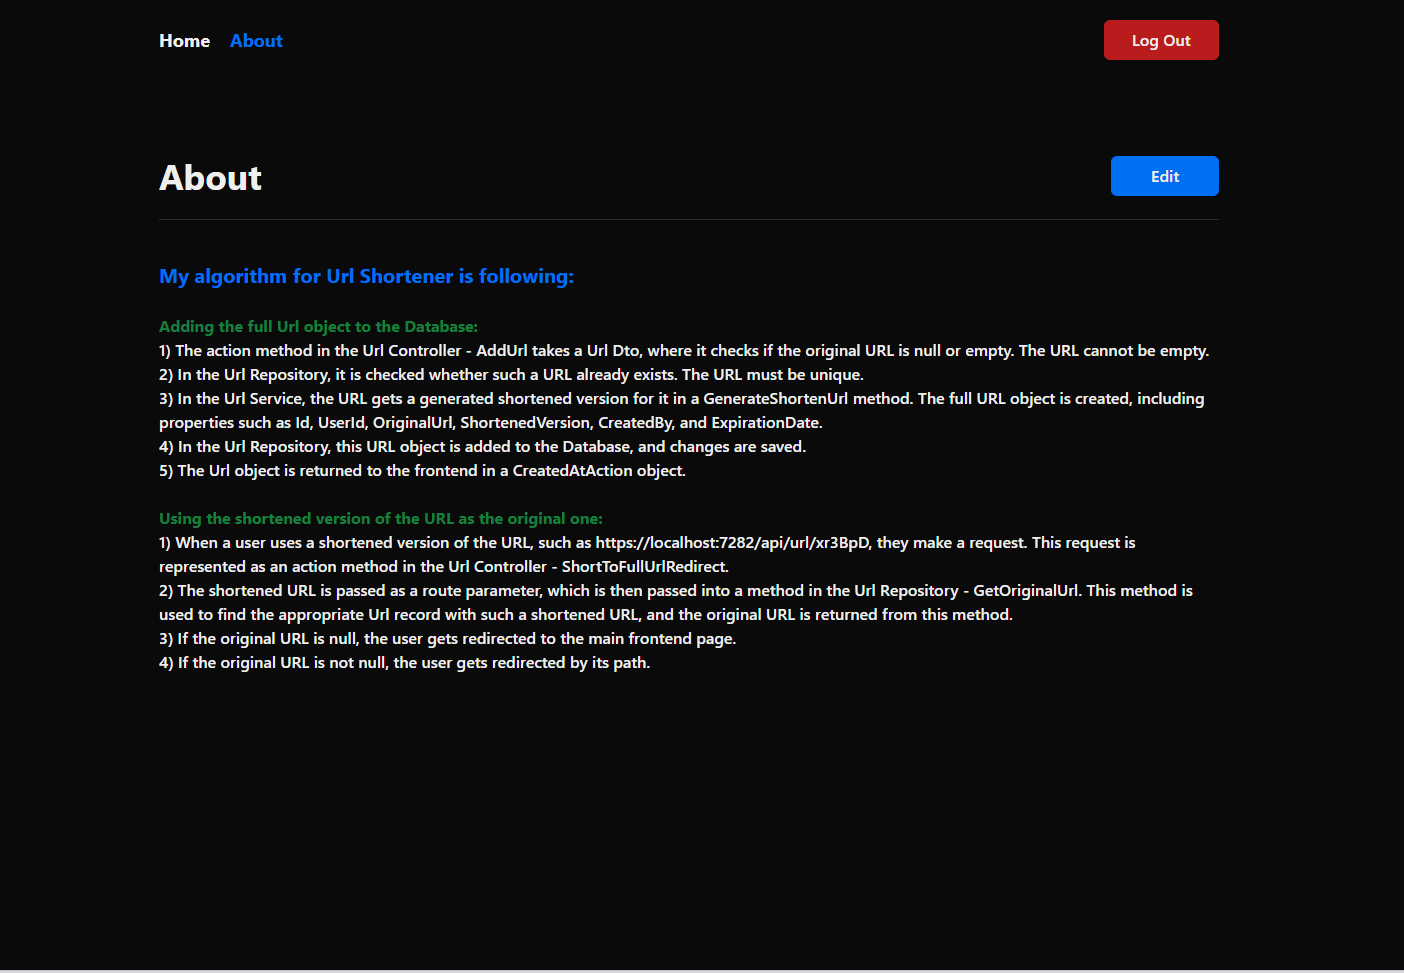 Home About Log Out
About Edit
My algorithm for Url Shortener is following:
Adding the full Url object to the Database:
1) The action method in the Url Controller - AddUrl takes a Url Dto, where it checks if the original URL is null or empty. The URL cannot be empty.
2) In the Url Repository, it is checked whether such a URL already exists. The URL must be unique.
3) In the Url Service, the URL gets a generated shortened version for it in a GenerateShortenUrl method. The full URL object is created, including
properties such as Id, UserId, OriginalUrl, ShortenedVersion, CreatedBy, and ExpirationDate.
4) In the Url Repository, this URL object is added to the Database, and changes are saved.
5) The Url object is returned to the frontend in a CreatedAtAction object.
Using the shortened version of the URL as the original one:
1) When a user uses a shortened version of the URL, such as https://localhost:7282/api/url/xr3BpD, they make a request. This request is
represented as an action method in the Url Controller - ShortToFullUrlRedirect.
2) The shortened URL is passed as a route parameter, which is then passed into a method in the Url Repository - GetOriginalUrl. This method is
used to find the appropriate Url record with such a shortened URL, and the original URL is returned from this method.
3) If the original URL is null, the user gets redirected to the main frontend page.
4) If the original URL is not null, the user gets redirected by its path.